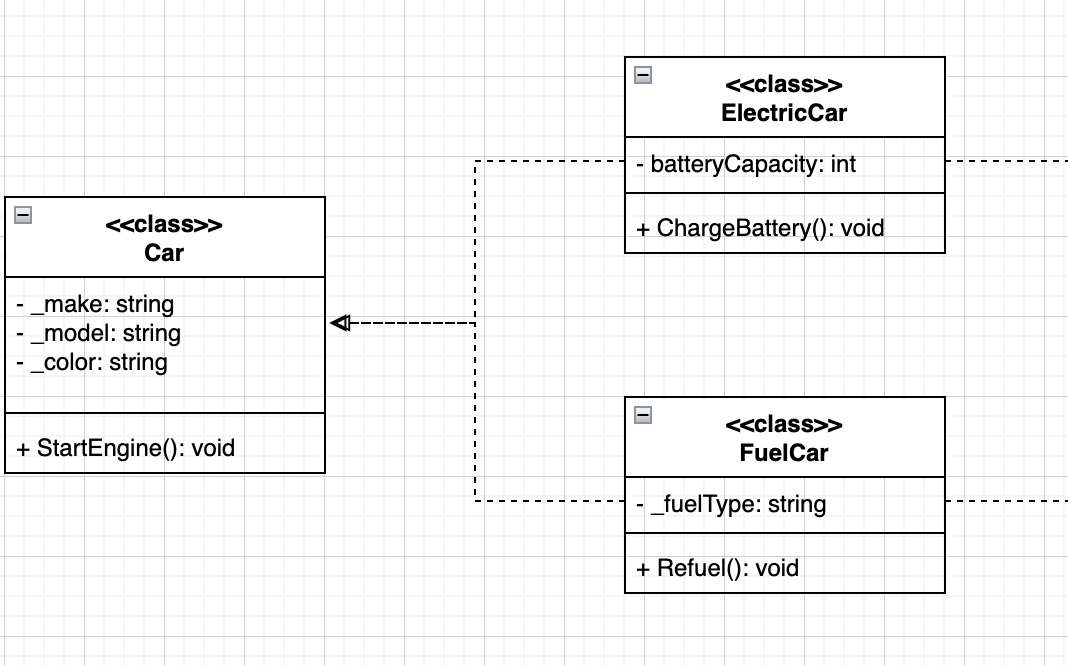 <<class>>
Car
- _make: string
- _model: string
- _color: string
+ StartEngine(): void
<<class>>
ElectricCar
- batteryCapacity: int
+ ChargeBattery(): void
<<class>>
FuelCar
- _fuelType: string
+ Refuel(): void